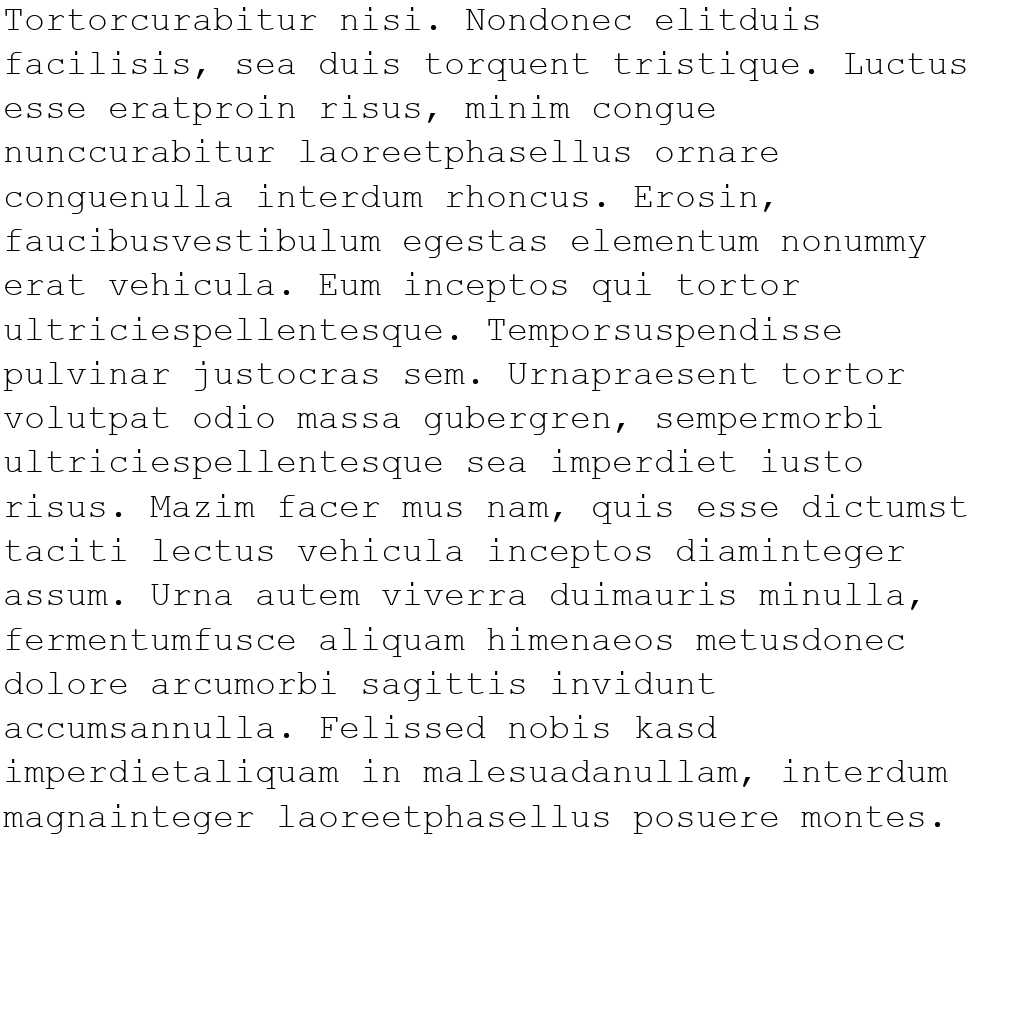 Tortorcurabitur nisi. Nondonec elitduis
facilisis, sea duis torquent tristique. Luctus
esse eratproin risus, minim congue
nunccurabitur laoreetphasellus ornare
conguenulla interdum rhoncus. Erosin,
faucibusvestibulum egestas elementum nonummy
erat vehicula. Eum inceptos qui tortor
ultriciespellentesque. Temporsuspendisse
pulvinar justocras sem. Urnapraesent tortor
volutpat odio massa gubergren, sempermorbi
ultriciespellentesque sea imperdiet iusto
risus. Mazim facer mus nam, quis esse dictumst
taciti lectus vehicula inceptos diaminteger
assum. Urna autem viverra duimauris minulla,
fermentumfusce aliquam himenaeos metusdonec
dolore arcumorbi sagittis invidunt
accumsannulla. Felissed nobis kasd
imperdietaliquam in malesuadanullam, interdum
magnainteger laoreetphasellus posuere montes.